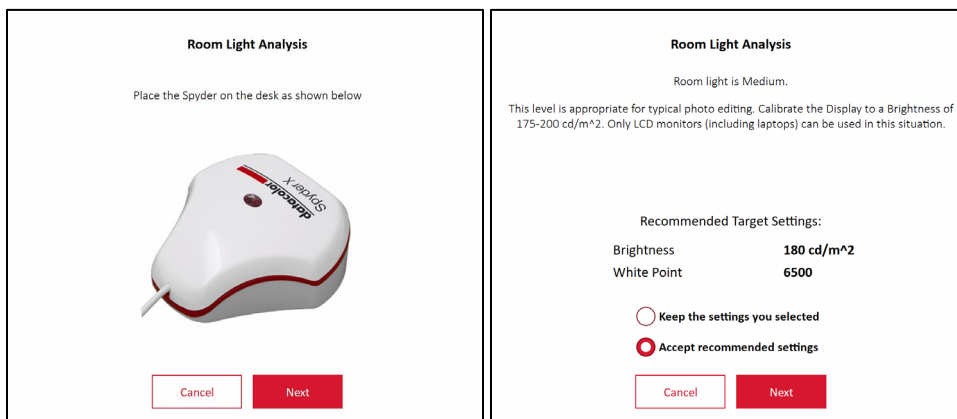 Room Light Analysis
Place the Spyder on the desk as shown below
datacolor
Spyder X
Cancel
Next
Room Light Analysis
Room light is Medium.
This level is appropriate for typical photo editing. Calibrate the Display to a Brightness of
175-200 cd/m^2. Only LCD monitors (including laptops) can be used in this situation.
Recommended Target Settings:
Brightness 180 cd/m^2
White Point 6500
Keep the settings you selected
Accept recommended settings
Cancel
Next